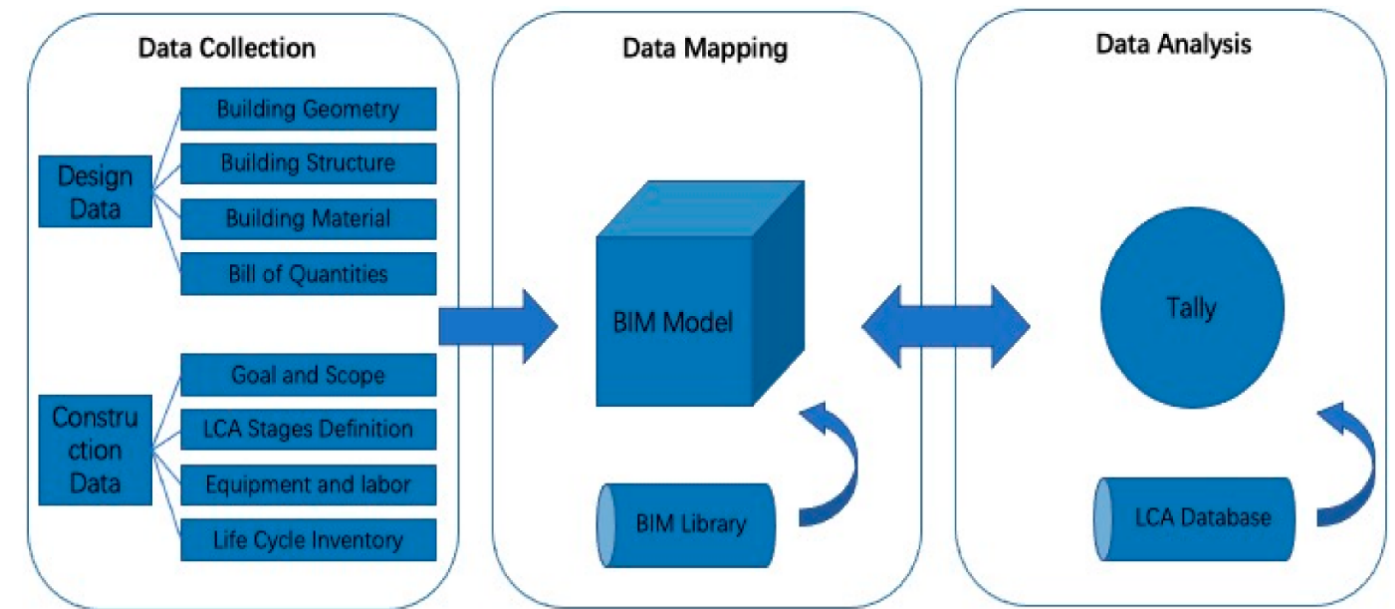 Data Collection
Design
Data
Building Geometry
Building Structure
Building Material
Bill of Quantities
Constru
ction
Data
Goal and Scope
LCA Stages Definition
Equipment and labor
Life Cycle Inventory
Data Mapping
BIM Model
BIM Library
Data Analysis
Tally
LCA Database